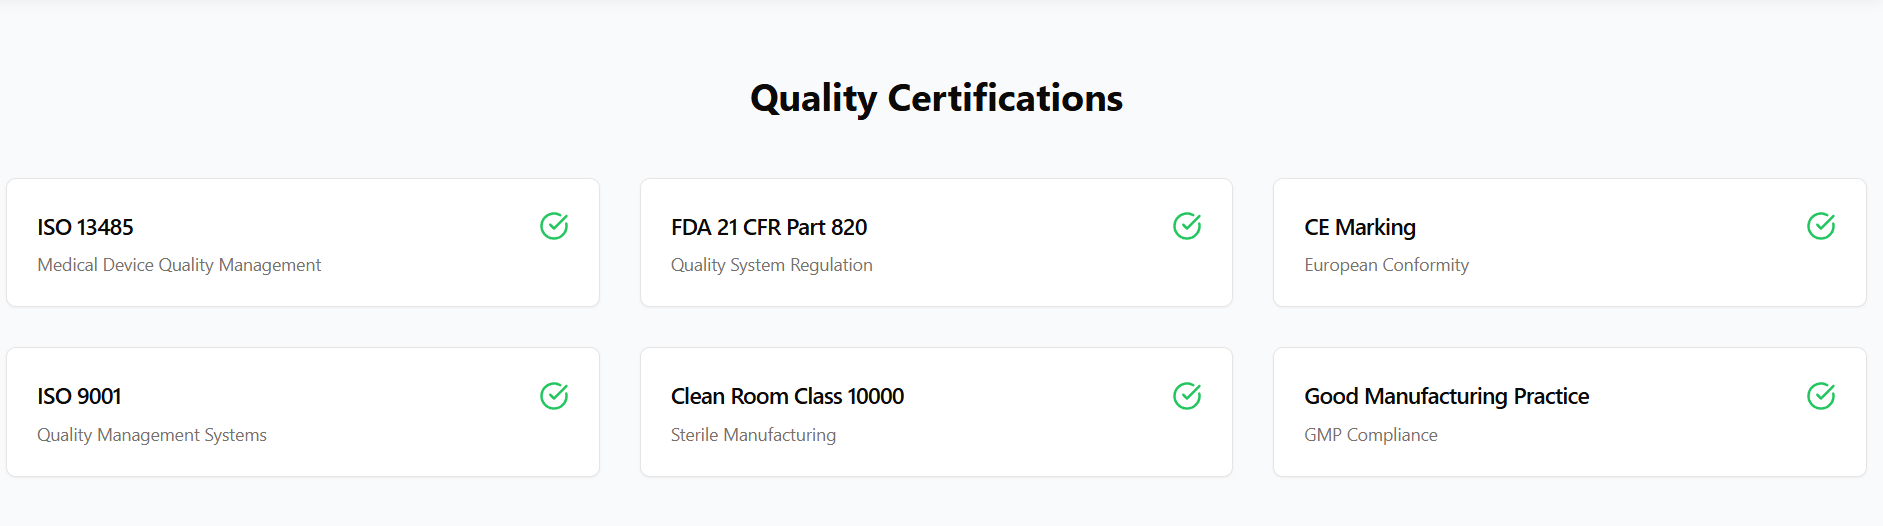 Quality Certifications
ISO 13485
Medical Device Quality Management
FDA 21 CFR Part 820
Quality System Regulation
CE Marking
European Conformity
ISO 9001
Quality Management Systems
Clean Room Class 10000
Sterile Manufacturing
Good Manufacturing Practice
GMP Compliance